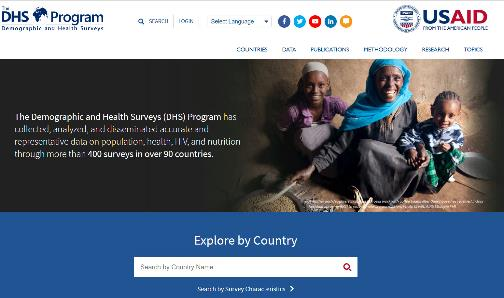 The
DHS Program
Demographic and Health Surveys
SEARCH
LOGIN
Select Language
USAID
FROM THE AMERICAN PEOPLE
COUNTRIES
DATA
PUBLICATIONS
METHODOLOGY
RESEARCH
TOPICS
The Demographic and Health Surveys (DHS) Program has
collected, analyzed, and disseminated accurate and
representative data on population, health, HIV, and nutrition
through more than 400 surveys in over 90 countries.
Explore by Country
Search by Country Name
Search by Survey Characteristics